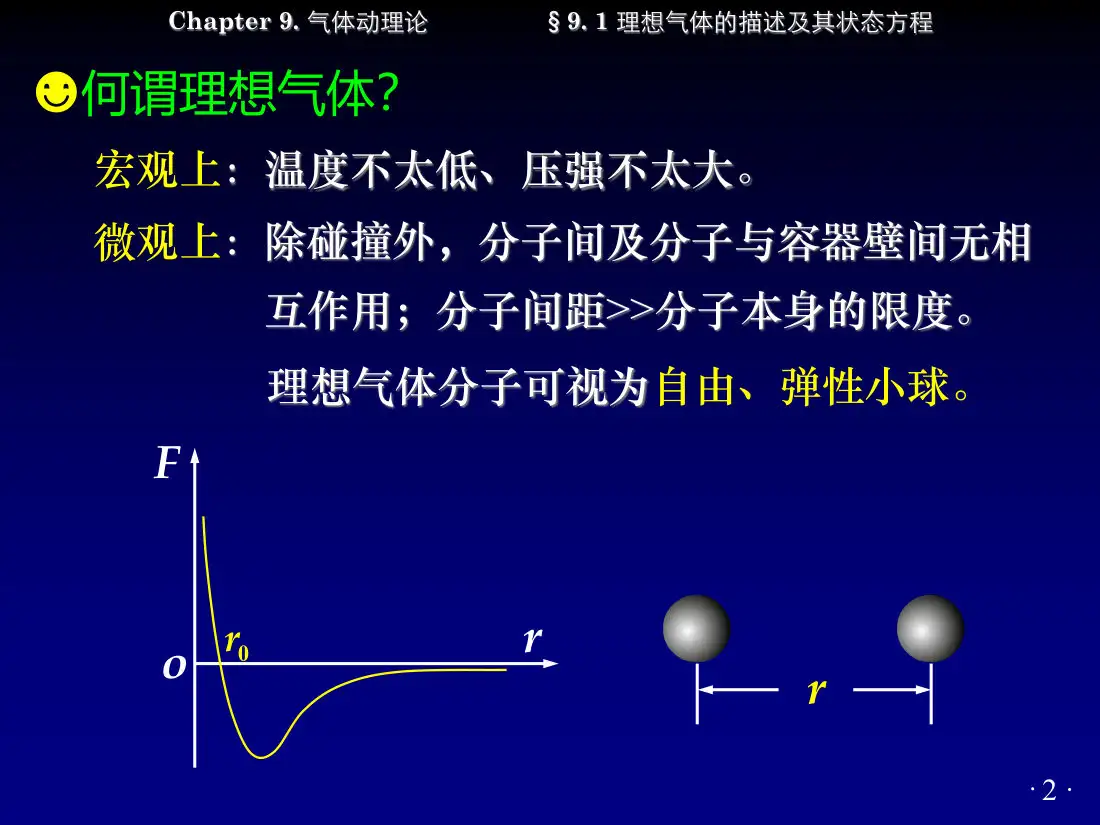 Chapter 9. 气体动理论 §9. 1 理想气体的描述及其状态方程
何谓理想气体？
宏观上：温度不太低、压强不太大。
微观上：除碰撞外，分子间及分子与容器壁间无相
互作用；分子间距>>分子本身的限度。
理想气体分子可视为自由、弹性小球。
F
r₀
r
o
r
·2·